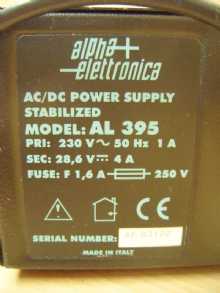 alpha+
elettronica
AC/DC POWER SUPPLY
STABILIZED
MODEL: AL 395
PRI: 230 V ~ 50 Hz 1 A
SEC: 28,6 V ⎓ 4 A
FUSE: F 1,6 A 250 V
CE
SERIAL NUMBER:
MADE IN ITALY